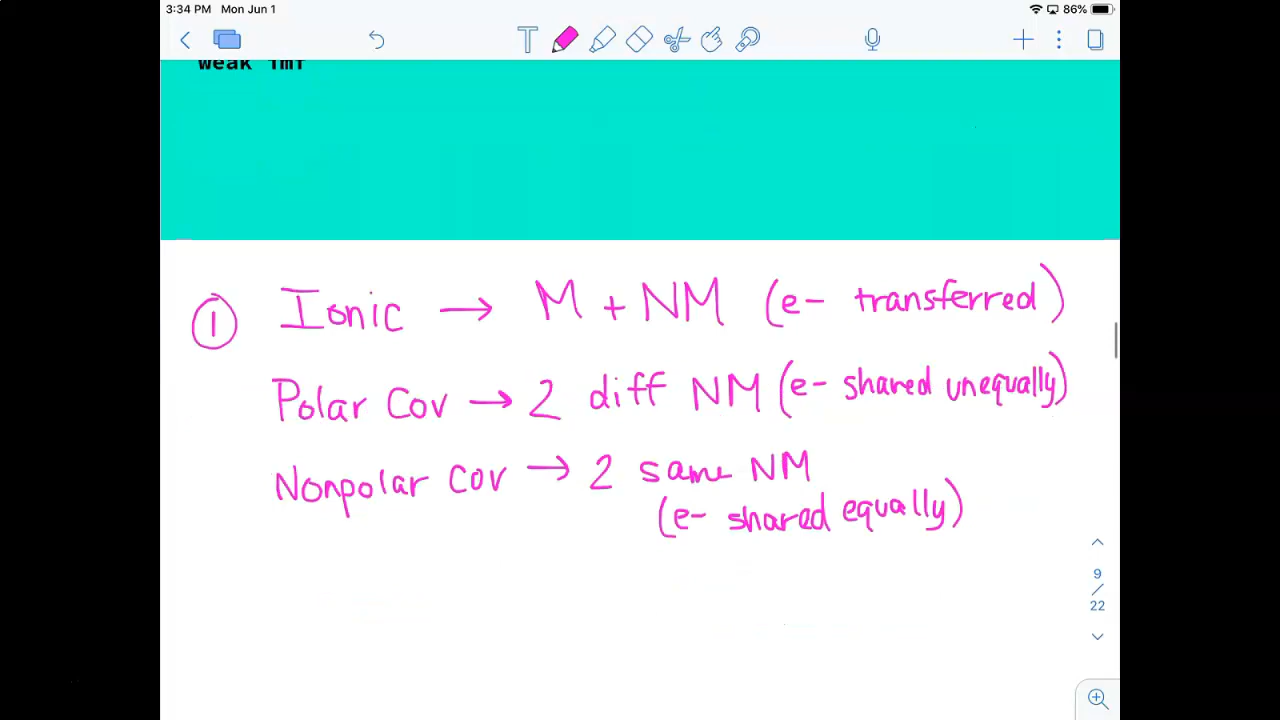 3:34 PM Mon Jun 1 86%
T
weak imf
1 Ionic → M + NM (e- transferred)
Polar Cov → 2 diff NM (e- shared unequally)
Nonpolar Cov → 2 same NM
(e- shared equally)
9
/
22